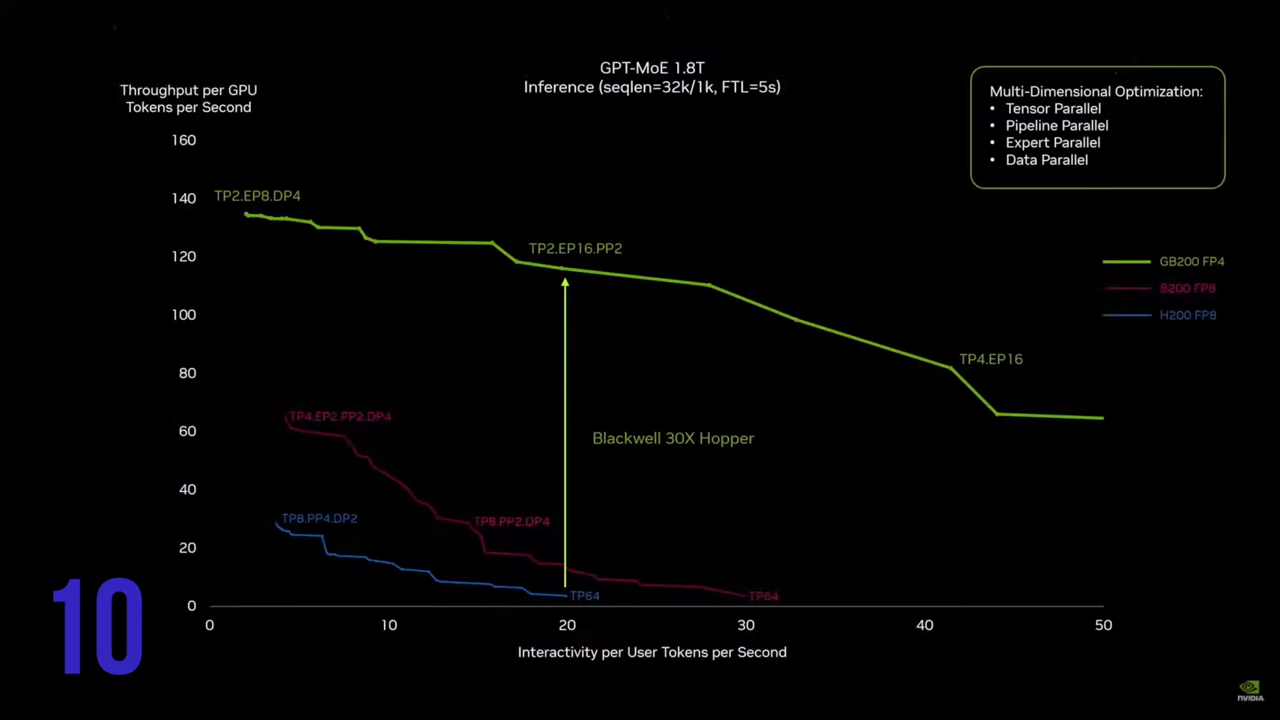 GPT-MoE 1.8T
Inference (seqlen=32k/1k, FTL=5s)
Throughput per GPU
Tokens per Second
Multi-Dimensional Optimization:
• Tensor Parallel
• Pipeline Parallel
• Expert Parallel
• Data Parallel
160
140
120
100
80
60
40
20
0
TP2.EP8.DP4
TP2.EP16.PP2
TP4.EP16
GB200 FP4
B200 FP8
H200 FP8
TP4.EP2.PP2.DP4
Blackwell 30X Hopper
TP8.PP4.DP2
TP8.PP2.DP4
TP64
TP64
0
10
20
30
40
50
Interactivity per User Tokens per Second
10
NVIDIA